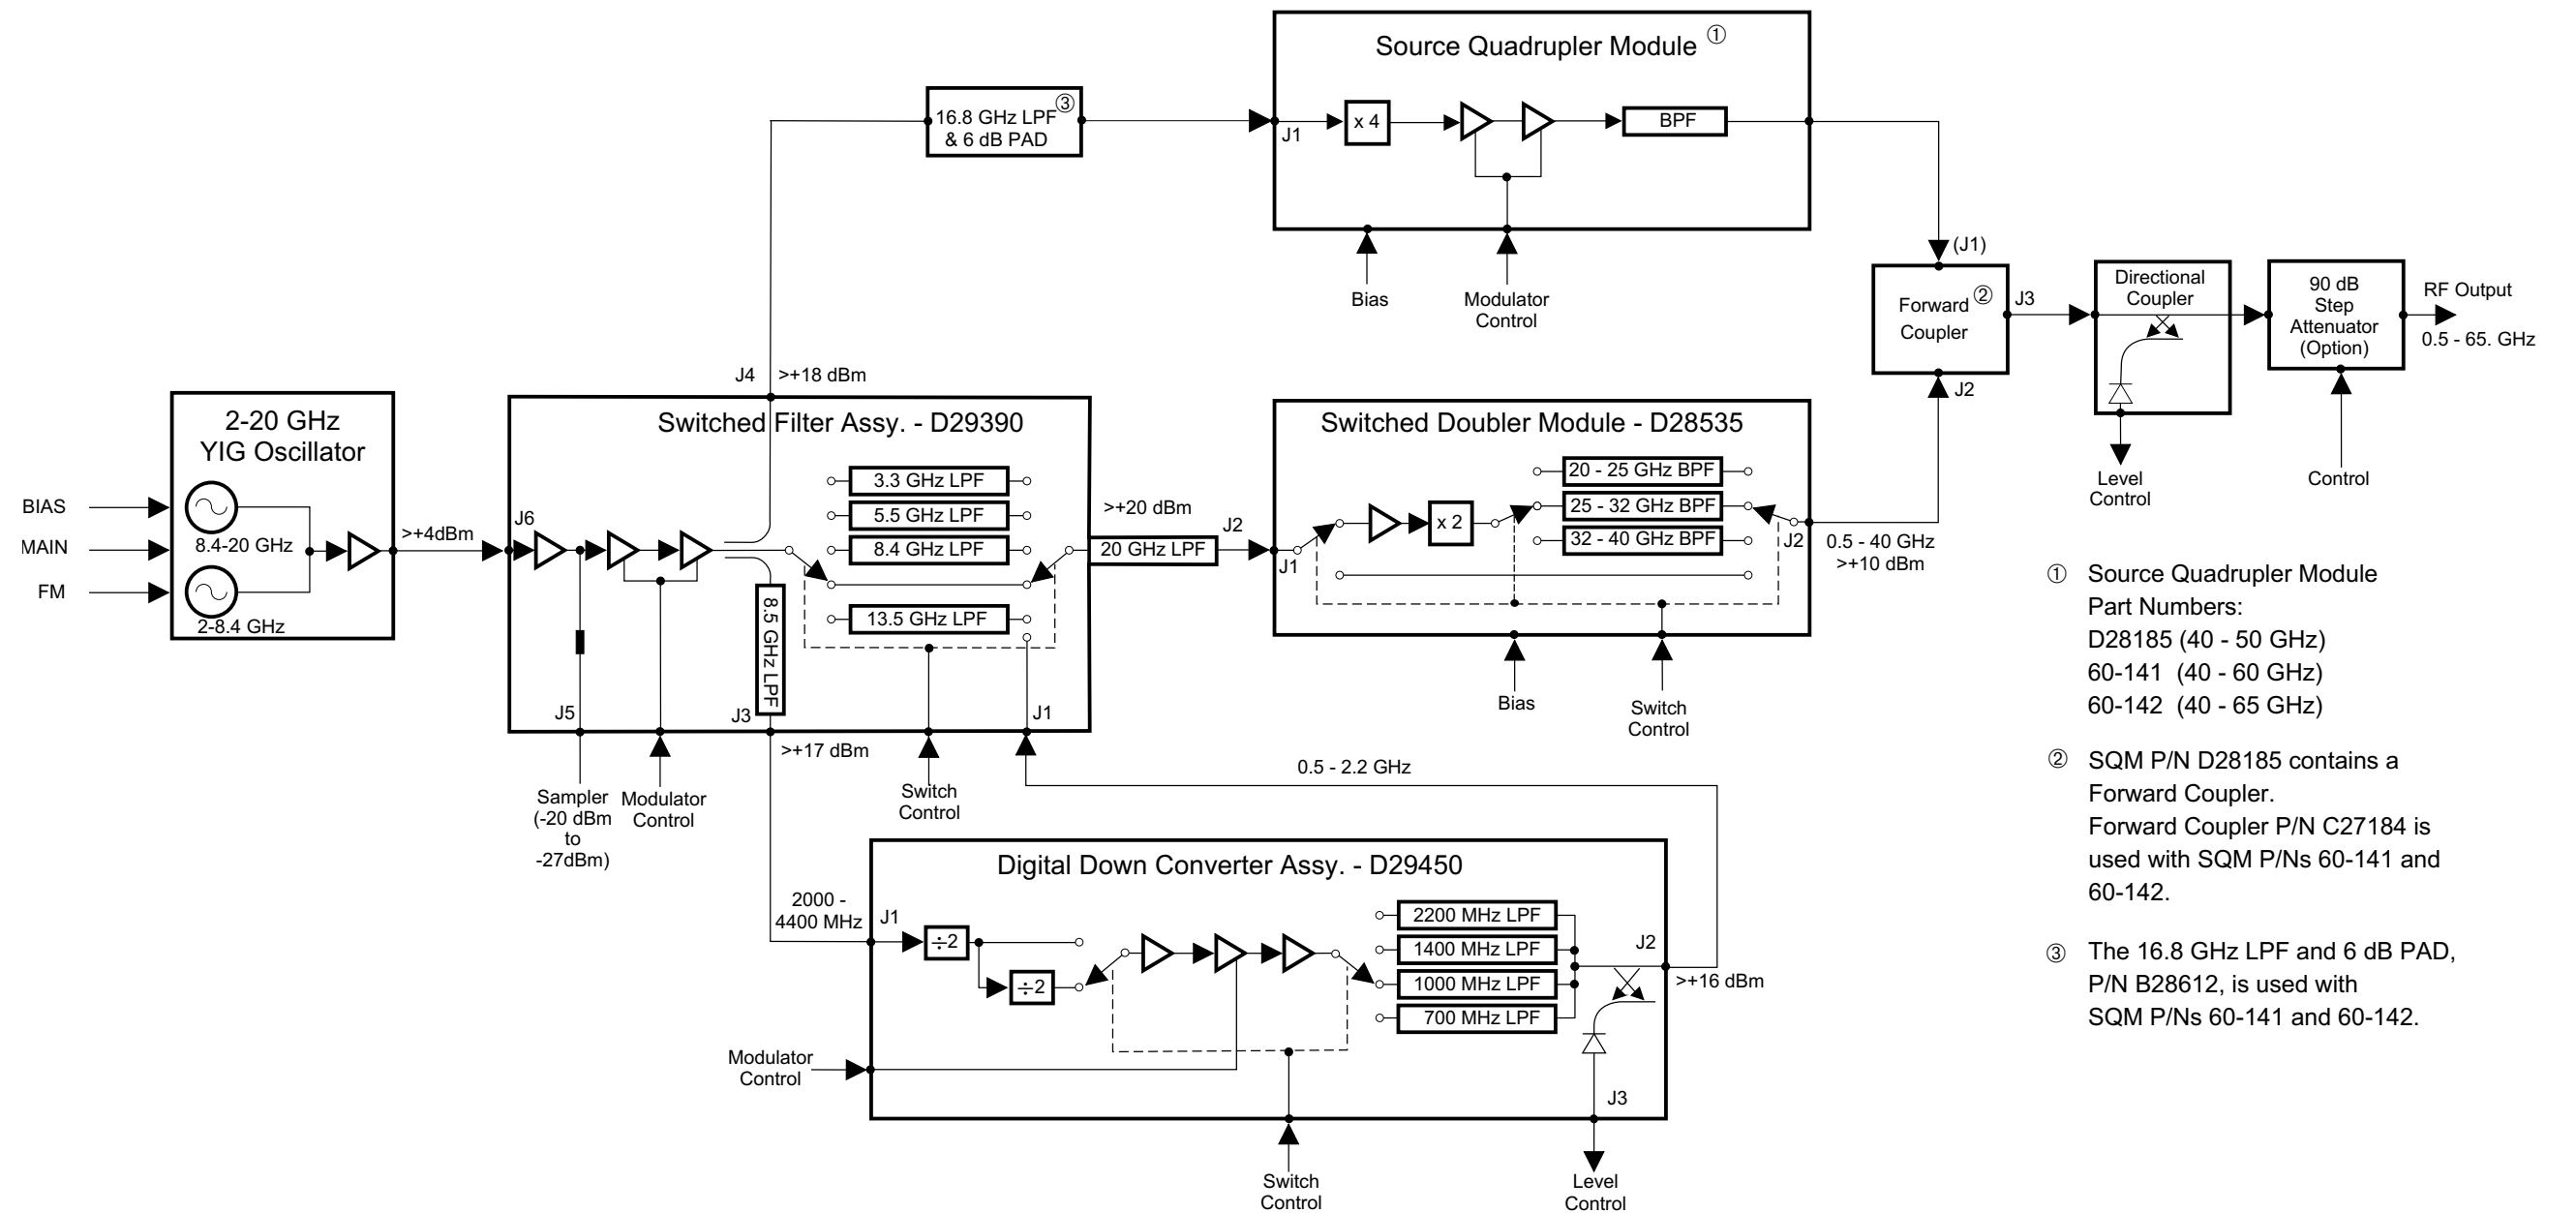 Source Quadrupler Module ①
16.8 GHz LPF ③
& 6 dB PAD
J1
x 4
BPF
Bias
Modulator
Control
(J1)
Forward ②
Coupler
J3
J2
Directional
Coupler
Level
Control
90 dB
Step
Attenuator
(Option)
Control
RF Output
0.5 - 65. GHz
2-20 GHz
YIG Oscillator
BIAS
MAIN
FM
8.4-20 GHz
2-8.4 GHz
>+4dBm
J4
>+18 dBm
Switched Filter Assy. - D29390
J6
3.3 GHz LPF
5.5 GHz LPF
8.4 GHz LPF
13.5 GHz LPF
8.5 GHz LPF
J5
J3
J1
>+17 dBm
Sampler
(-20 dBm
to
-27dBm)
Modulator
Control
Switch
Control
>+20 dBm
J2
20 GHz LPF
Switched Doubler Module - D28535
J1
x 2
20 - 25 GHz BPF
25 - 32 GHz BPF
32 - 40 GHz BPF
J2
0.5 - 40 GHz
>+10 dBm
Bias
Switch
Control
0.5 - 2.2 GHz
Digital Down Converter Assy. - D29450
2000 -
4400 MHz
J1
÷2
÷2
2200 MHz LPF
1400 MHz LPF
1000 MHz LPF
700 MHz LPF
J2
>+16 dBm
J3
Modulator
Control
Switch
Control
Level
Control
① Source Quadrupler Module
Part Numbers:
D28185 (40 - 50 GHz)
60-141 (40 - 60 GHz)
60-142 (40 - 65 GHz)
② SQM P/N D28185 contains a
Forward Coupler.
Forward Coupler P/N C27184 is
used with SQM P/Ns 60-141 and
60-142.
③ The 16.8 GHz LPF and 6 dB PAD,
P/N B28612, is used with
SQM P/Ns 60-141 and 60-142.